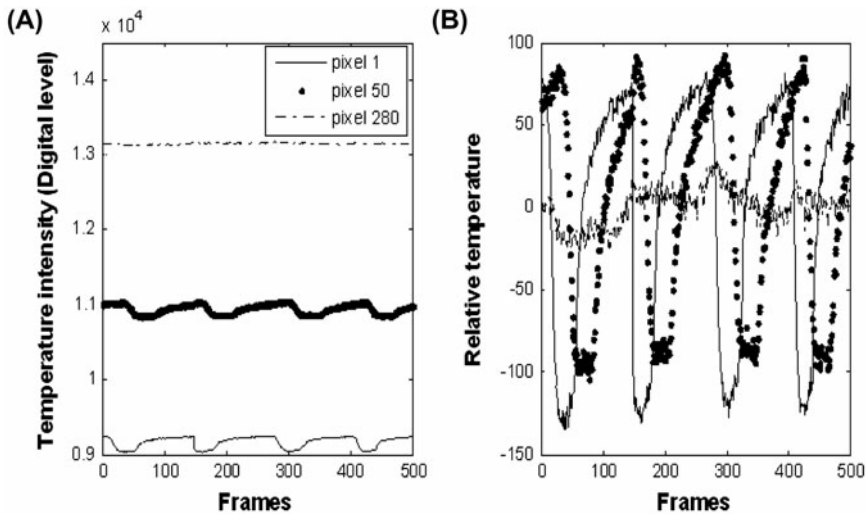 (A)
(B)
x 10^4
Temperature intensity (Digital level)
1.4
1.3
1.2
1.1
1
0.9
0
100
200
300
400
500
Frames
pixel 1
pixel 50
pixel 280
Relative temperature
100
50
0
-50
-100
-150
0
100
200
300
400
500
Frames